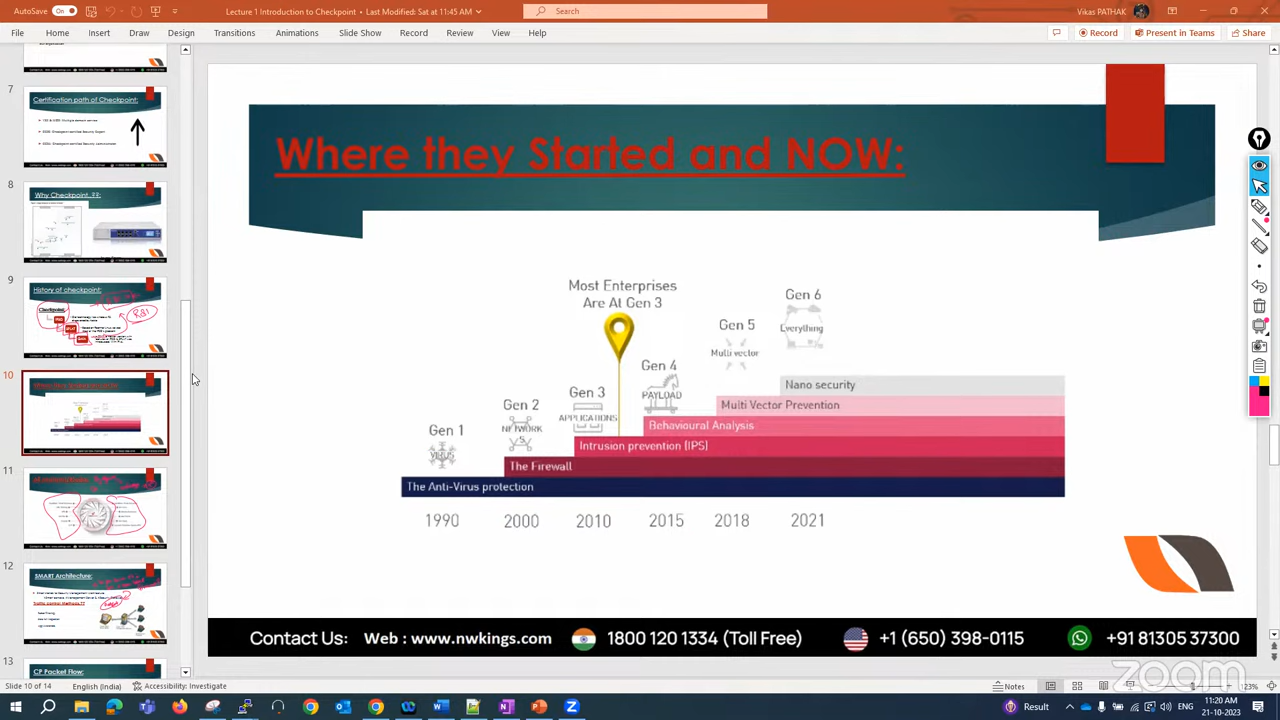 AutoSave On
Lecture 1 Introduction to Checkpoint • Last Modified: Sat at 11:45 AM
Search
Vikas PATHAK
File Home Insert Draw Design Transitions Animations Slide Show Record Review View Help
Record Present in Teams Share
7
Certification path of Checkpoint:
8
Why Checkpoint..??:
9
History of checkpoint:
Checkpoint:
R81
10
11
12
SMART Architecture:
13
CP Packet Flow:
Where they Started and NOW:
Most Enterprises
Are At Gen 3
Gen 6
Everything
Gen 5
Multi vector
Gen 4
PAYLOAD
Nano security
Gen 3
APPLICATIONS
Multi Vector Prevention
Gen 2
NETWORK
Behavioural Analysis
Gen 1
Intrusion prevention (IPS)
The Firewall
The Anti-Virus protection
1990 2000 2010 2015 2018 2021
Contact Us: Web : www.nwkings.com 1800 120 1334 (Toll Free) +1 (650) 398-0115 +91 81305 37300
zoom
Slide 10 of 14 English (India) Accessibility: Investigate Notes 23%
Result ENG 11:20 AM
21-10-2023